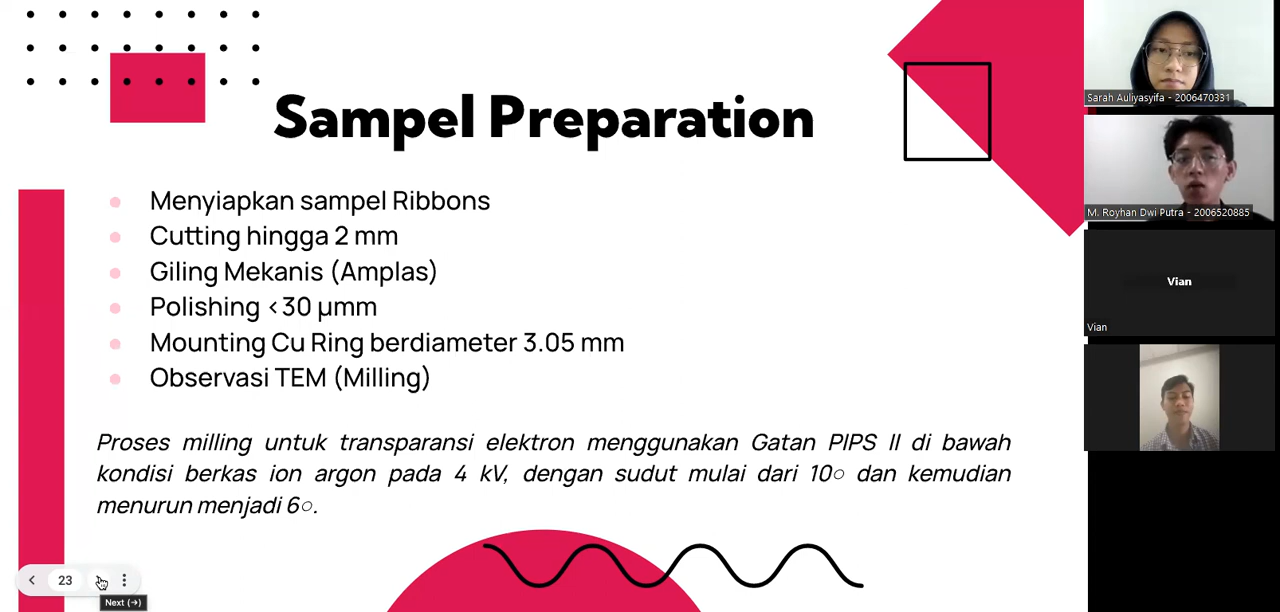 Sampel Preparation
Menyiapkan sampel Ribbons
Cutting hingga 2 mm
Giling Mekanis (Amplas)
Polishing <30 μmm
Mounting Cu Ring berdiameter 3.05 mm
Observasi TEM (Milling)
Proses milling untuk transparansi elektron menggunakan Gatan PIPS II di bawah
kondisi berkas ion argon pada 4 kV, dengan sudut mulai dari 10○ dan kemudian
menurun menjadi 6○.
23
Next (→)
Sarah Auliyasyifa - 2006470331
M. Royhan Dwi Putra - 2006520885
Vian
Vian